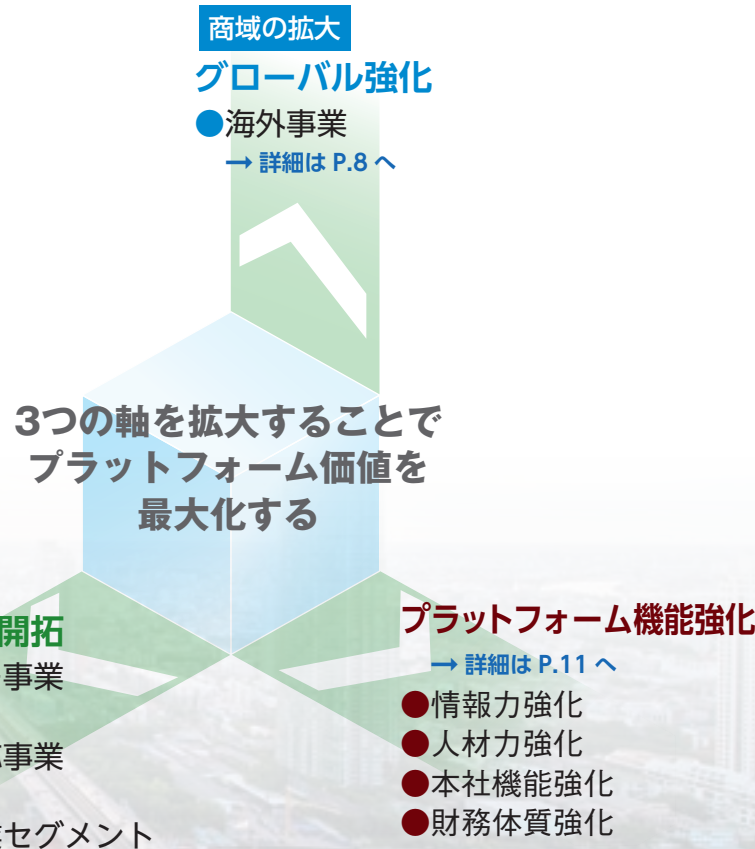 商域の拡大
グローバル強化
●海外事業
→ 詳細は P.8 へ
3つの軸を拡大することで
プラットフォーム価値を
最大化する
開拓
事業
事業
セグメント
プラットフォーム機能強化
→ 詳細は P.11 へ
●情報力強化
●人材力強化
●本社機能強化
●財務体質強化